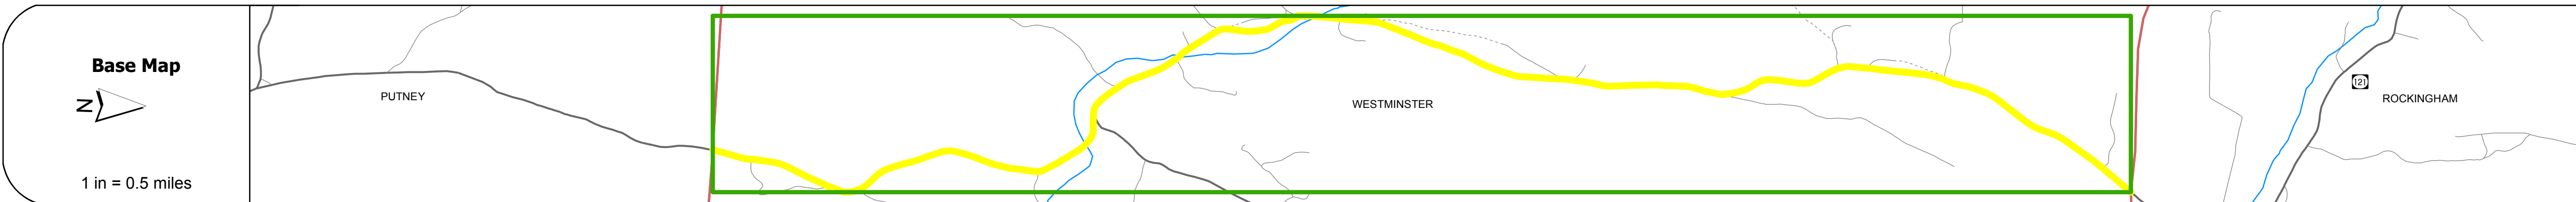 Base Map
N
1 in = 0.5 miles
PUTNEY
WESTMINSTER
121
ROCKINGHAM